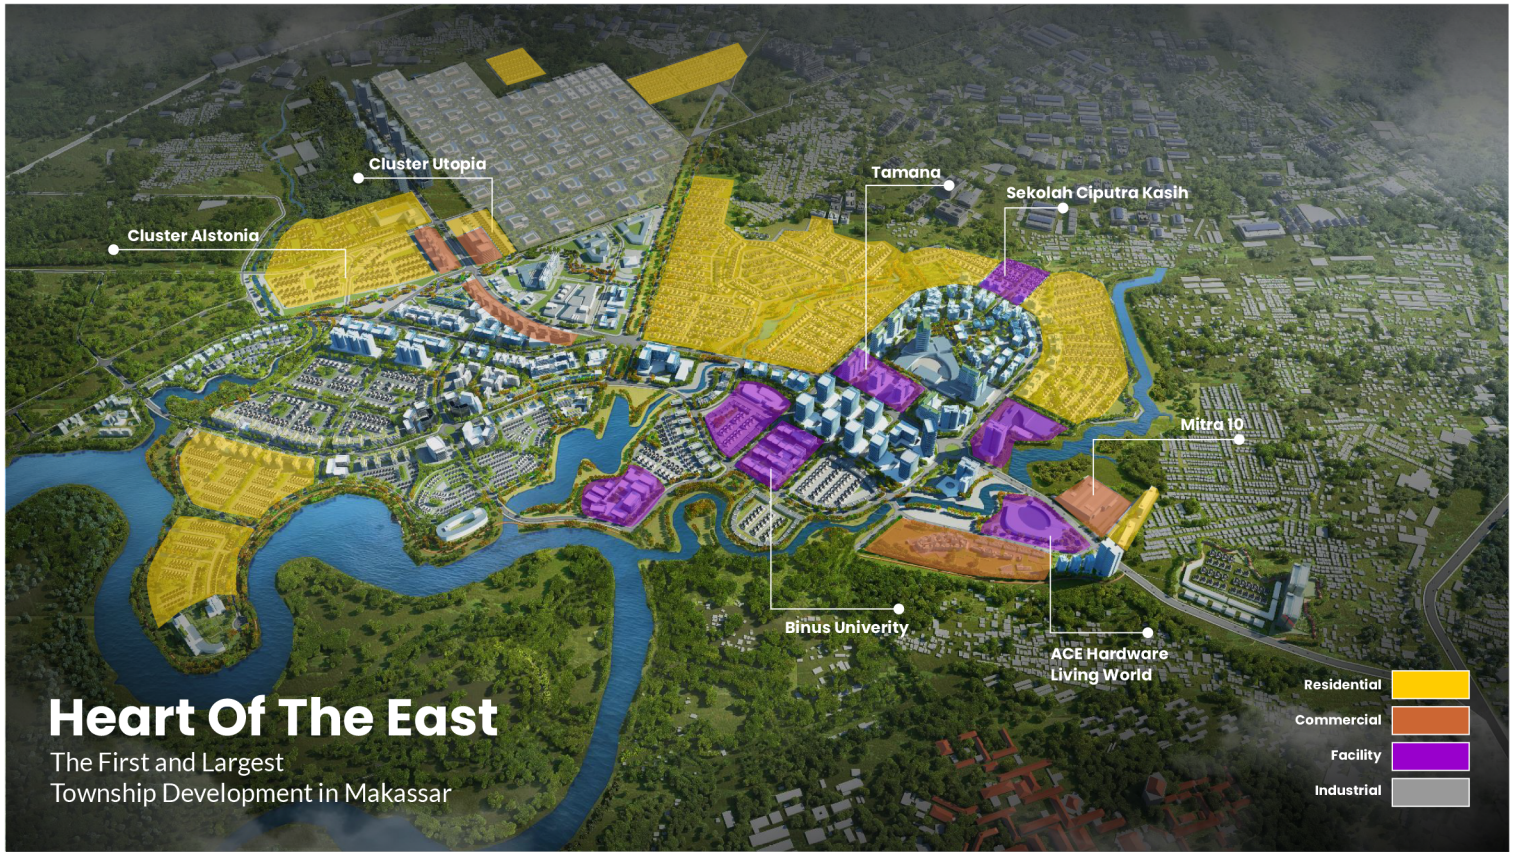 Cluster Utopia
Tamana
Sekolah Ciputra Kasih
Cluster Alstonia
Mitra 10
Binus Univerity
ACE Hardware
Living World
Heart Of The East
The First and Largest
Township Development in Makassar
Residential
Commercial
Facility
Industrial